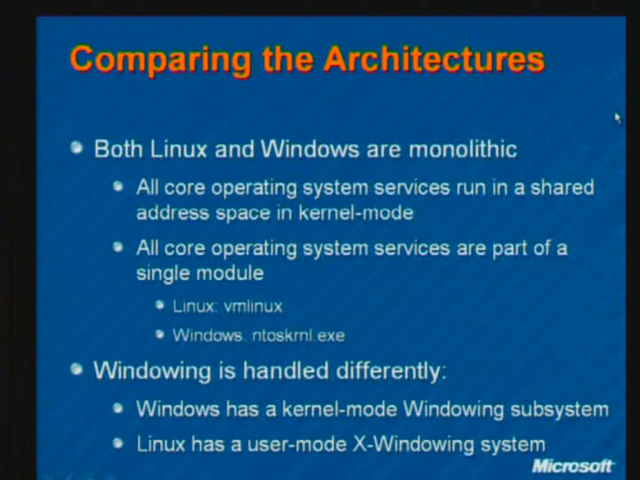 Comparing the Architectures
Both Linux and Windows are monolithic
All core operating system services run in a shared
address space in kernel-mode
All core operating system services are part of a
single module
Linux: vmlinux
Windows: ntoskrnl.exe
Windowing is handled differently:
Windows has a kernel-mode Windowing subsystem
Linux has a user-mode X-Windowing system
Microsoft